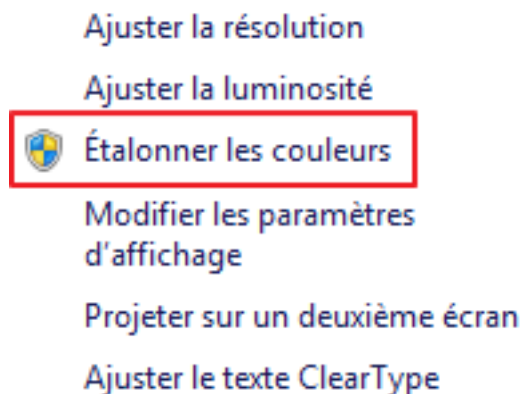 Ajuster la résolution
Ajuster la luminosité
Étalonner les couleurs
Modifier les paramètres
d'affichage
Projeter sur un deuxième écran
Ajuster le texte ClearType